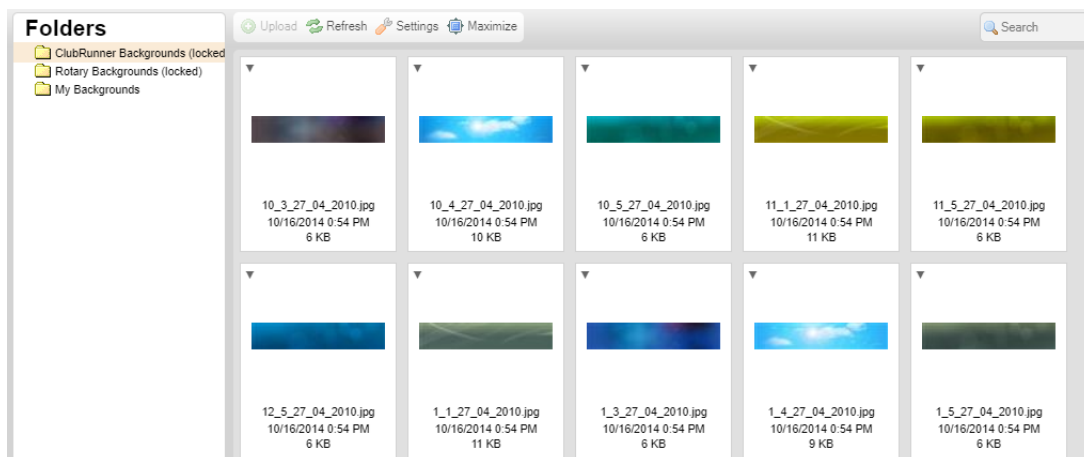 Folders
ClubRunner Backgrounds (locked
Rotary Backgrounds (locked)
My Backgrounds
Upload Refresh Settings Maximize
Search
10_3_27_04_2010.jpg
10/16/2014 0:54 PM
6 KB
10_4_27_04_2010.jpg
10/16/2014 0:54 PM
10 KB
10_5_27_04_2010.jpg
10/16/2014 0:54 PM
6 KB
11_1_27_04_2010.jpg
10/16/2014 0:54 PM
11 KB
11_5_27_04_2010.jpg
10/16/2014 0:54 PM
6 KB
12_5_27_04_2010.jpg
10/16/2014 0:54 PM
6 KB
1_1_27_04_2010.jpg
10/16/2014 0:54 PM
11 KB
1_3_27_04_2010.jpg
10/16/2014 0:54 PM
6 KB
1_4_27_04_2010.jpg
10/16/2014 0:54 PM
9 KB
1_5_27_04_2010.jpg
10/16/2014 0:54 PM
6 KB